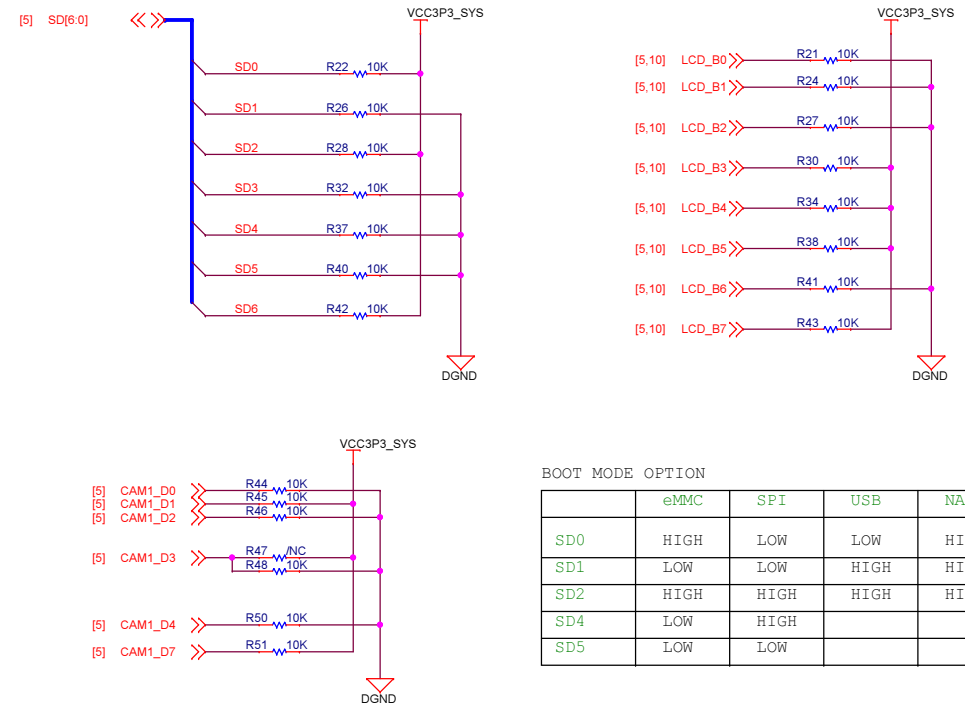 [5] SD[6:0]
VCC3P3_SYS
SD0 R22 10K
SD1 R26 10K
SD2 R28 10K
SD3 R32 10K
SD4 R37 10K
SD5 R40 10K
SD6 R42 10K
DGND
VCC3P3_SYS
[5,10] LCD_B0 R21 10K
[5,10] LCD_B1 R24 10K
[5,10] LCD_B2 R27 10K
[5,10] LCD_B3 R30 10K
[5,10] LCD_B4 R34 10K
[5,10] LCD_B5 R38 10K
[5,10] LCD_B6 R41 10K
[5,10] LCD_B7 R43 10K
DGND
VCC3P3_SYS
[5] CAM1_D0 R44 10K
[5] CAM1_D1 R45 10K
[5] CAM1_D2 R46 10K
[5] CAM1_D3 R47 /NC
R48 10K
[5] CAM1_D4 R50 10K
[5] CAM1_D7 R51 10K
DGND
BOOT MODE OPTION
eMMC SPI USB NA
SD0 HIGH LOW LOW HI
SD1 LOW LOW HIGH HI
SD2 HIGH HIGH HIGH HI
SD4 LOW HIGH
SD5 LOW LOW